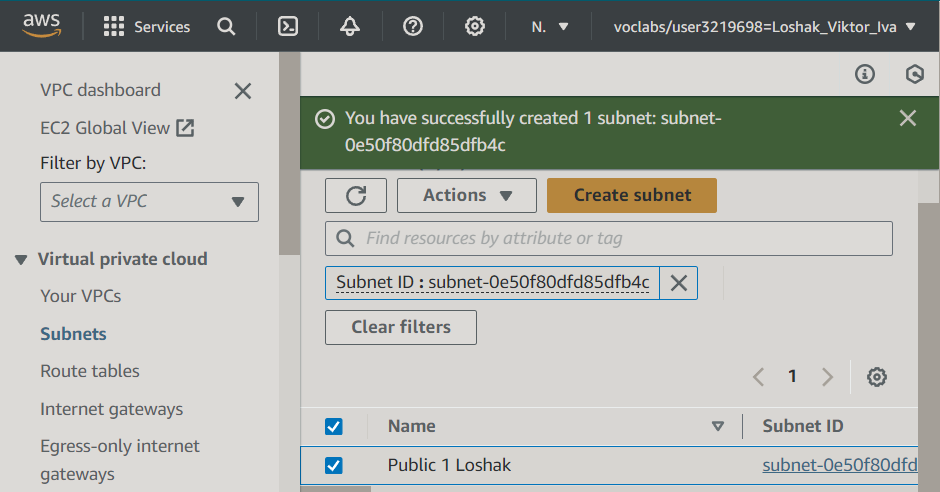 aws
Services
N.
voclabs/user3219698=Loshak_Viktor_Iva
VPC dashboard
EC2 Global View
Filter by VPC:
Select a VPC
Virtual private cloud
Your VPCs
Subnets
Route tables
Internet gateways
Egress-only internet
gateways
You have successfully created 1 subnet: subnet-
0e50f80dfd85dfb4c
Actions
Create subnet
Find resources by attribute or tag
Subnet ID : subnet-0e50f80dfd85dfb4c
Clear filters
1
Name
Subnet ID
Public 1 Loshak
subnet-0e50f80dfd